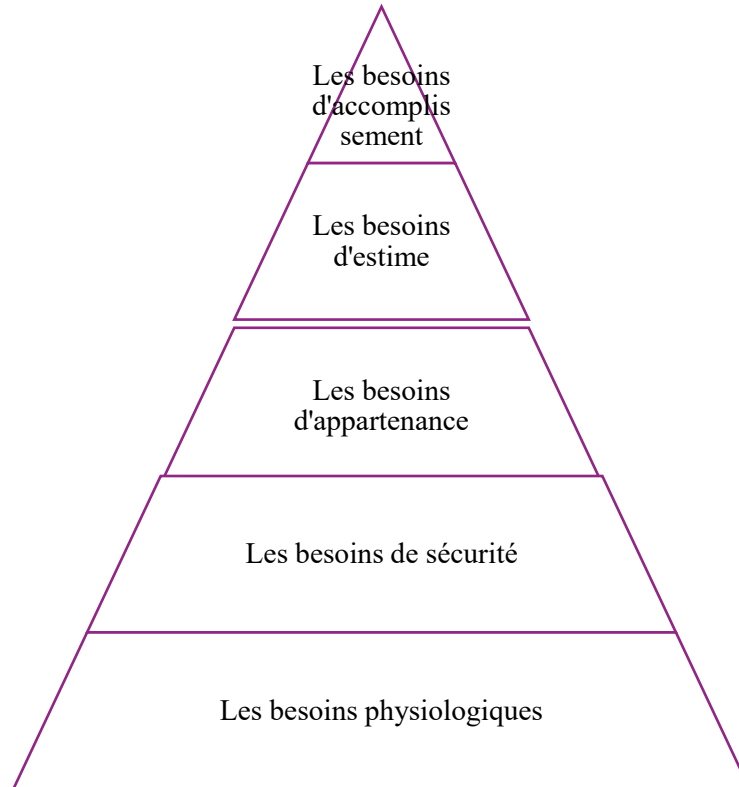 Les besoins
d'accomplis
sement
Les besoins
d'estime
Les besoins
d'appartenance
Les besoins de sécurité
Les besoins physiologiques